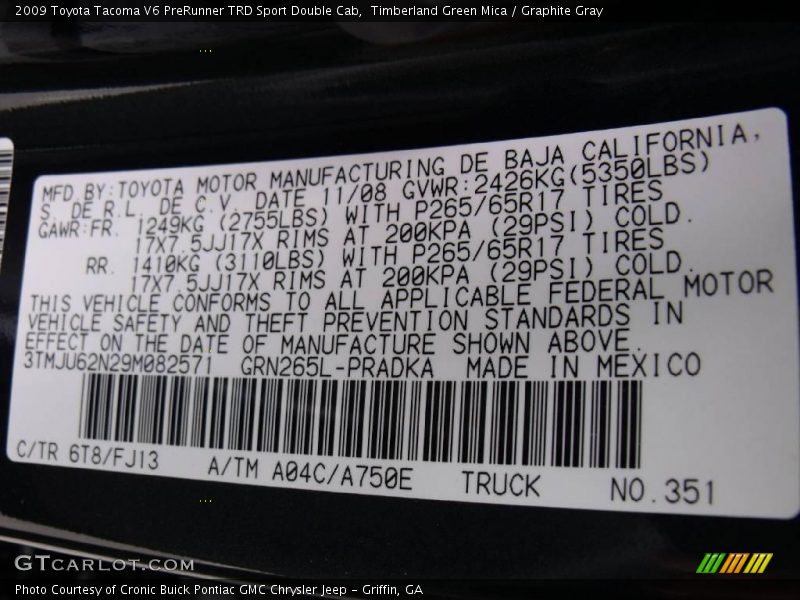 2009 Toyota Tacoma V6 PreRunner TRD Sport Double Cab,  Timberland Green Mica / Graphite Gray
MFD.BY:TOYOTA MOTOR MANUFACTURING DE BAJA CALIFORNIA,
S. DE R.L. DE C.V. DATE 11/08 GVWR:2426KG(5350LBS)
GAWR:FR. 1249KG (2755LBS) WITH P265/65R17 TIRES
17X7.5JJ17X RIMS AT 200KPA (29PSI) COLD.
RR. 1410KG (3110LBS) WITH P265/65R17 TIRES
17X7.5JJ17X RIMS AT 200KPA (29PSI) COLD.
THIS VEHICLE CONFORMS TO ALL APPLICABLE FEDERAL MOTOR
VEHICLE SAFETY AND THEFT PREVENTION STANDARDS IN
EFFECT ON THE DATE OF MANUFACTURE SHOWN ABOVE.
3TMJU62N29M082571 GRN265L-PRADKA MADE IN MEXICO
C/TR 6T8/FJ13 A/TM A04C/A750E TRUCK NO.351
GTCARLOT.COM
Photo Courtesy of Cronic Buick Pontiac GMC Chrysler Jeep - Griffin, GA